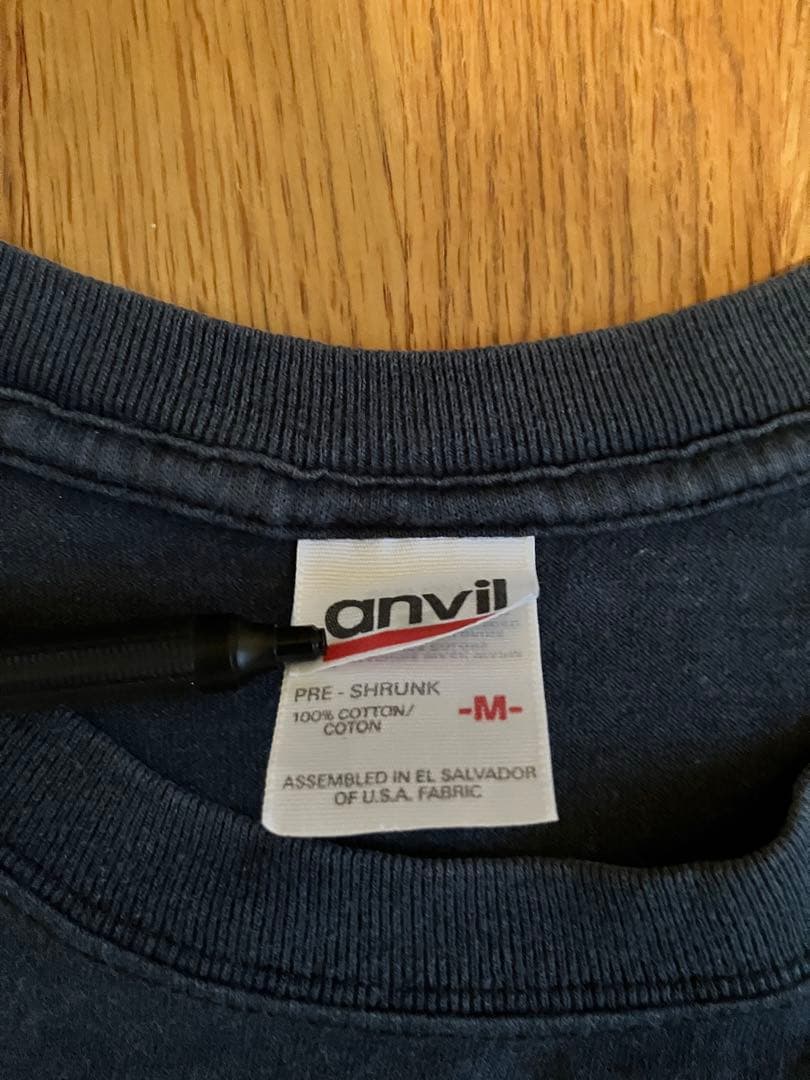 anvil
PRE - SHRUNK
100% COTTON/
COTON
-M-
ASSEMBLED IN EL SALVADOR
OF U.S.A. FABRIC